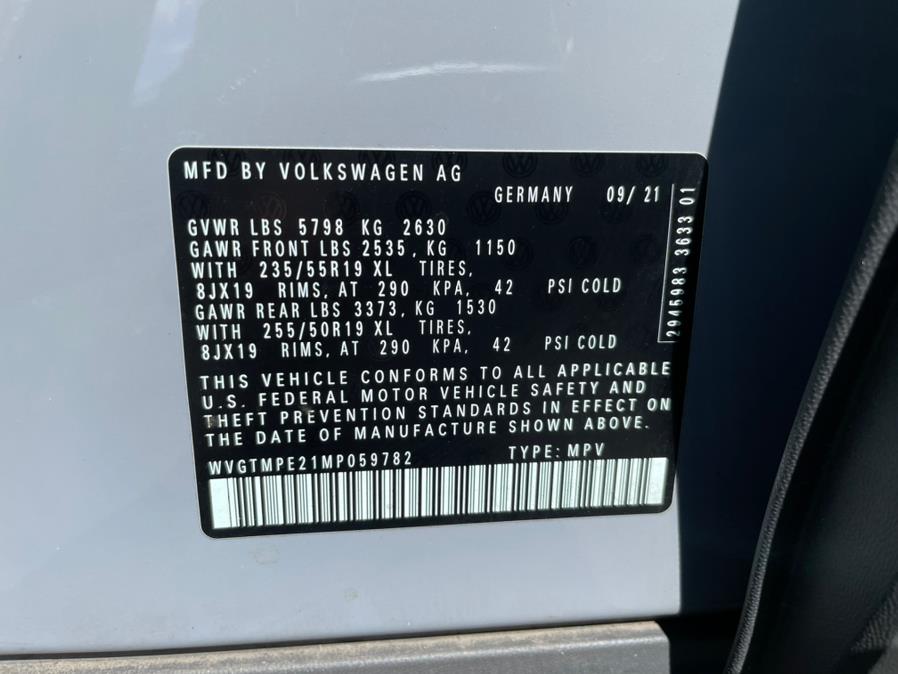 MFD BY VOLKSWAGEN AG
GERMANY 09/ 21
GVWR LBS 5798 KG 2630
GAWR FRONT LBS 2535, KG 1150
WITH 235/55R19 XL TIRES,
8JX19 RIMS, AT 290 KPA, 42 PSI COLD
GAWR REAR LBS 3373, KG 1530
WITH 255/50R19 XL TIRES,
8JX19 RIMS, AT 290 KPA, 42 PSI COLD
THIS VEHICLE CONFORMS TO ALL APPLICABLE
U.S. FEDERAL MOTOR VEHICLE SAFETY AND
THEFT PREVENTION STANDARDS IN EFFECT ON
THE DATE OF MANUFACTURE SHOWN ABOVE.
WVGTMPE21MP059782 TYPE: MPV
2945983 3633 01